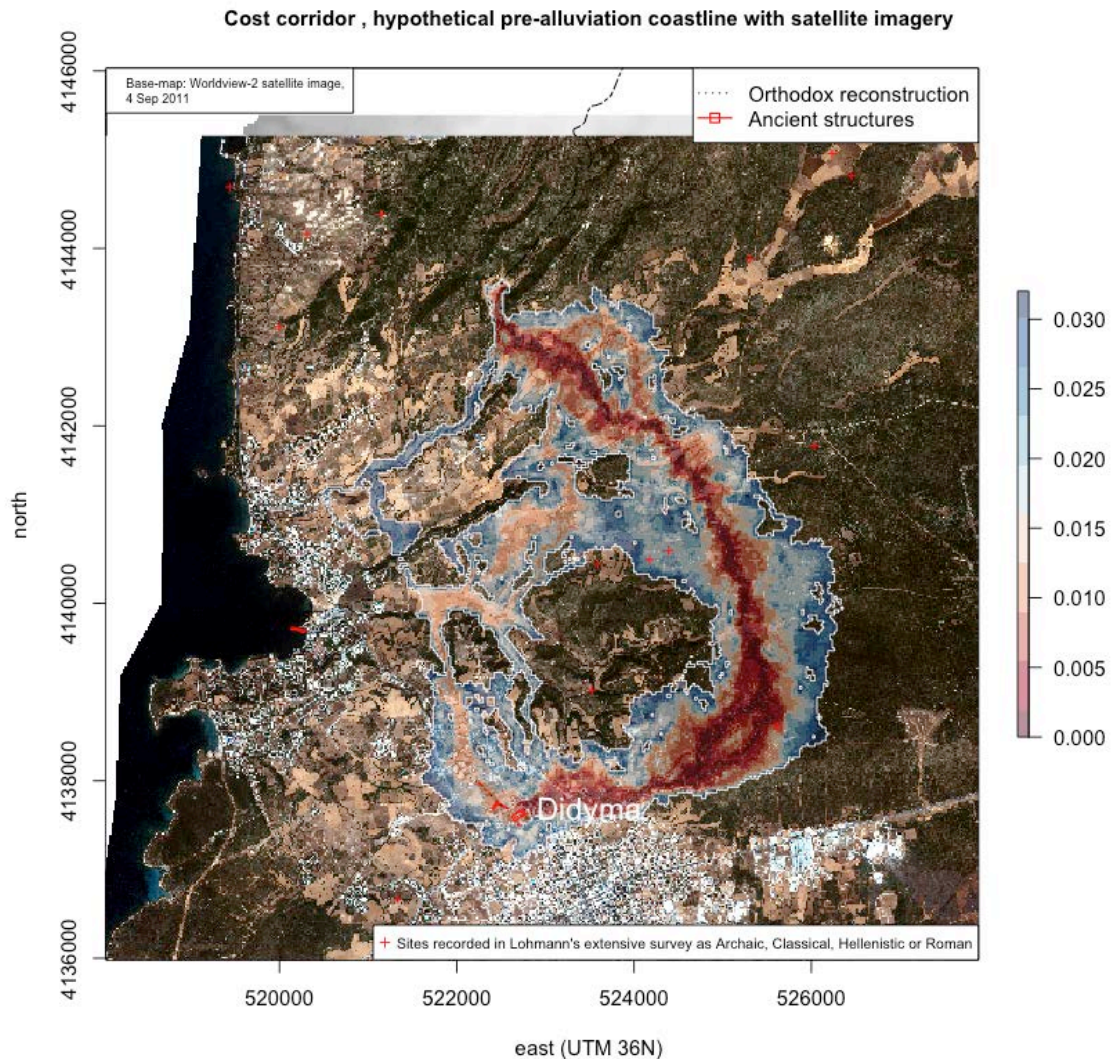 Cost corridor , hypothetical pre-alluviation coastline with satellite imagery
Base-map: Worldview-2 satellite image,
4 Sep 2011
Orthodox reconstruction
Ancient structures
4146000
4144000
4142000
4140000
4138000
4136000
north
Didyma
0.030
0.025
0.020
0.015
0.010
0.005
0.000
+ Sites recorded in Lohmann's extensive survey as Archaic, Classical, Hellenistic or Roman
520000
522000
524000
526000
east (UTM 36N)